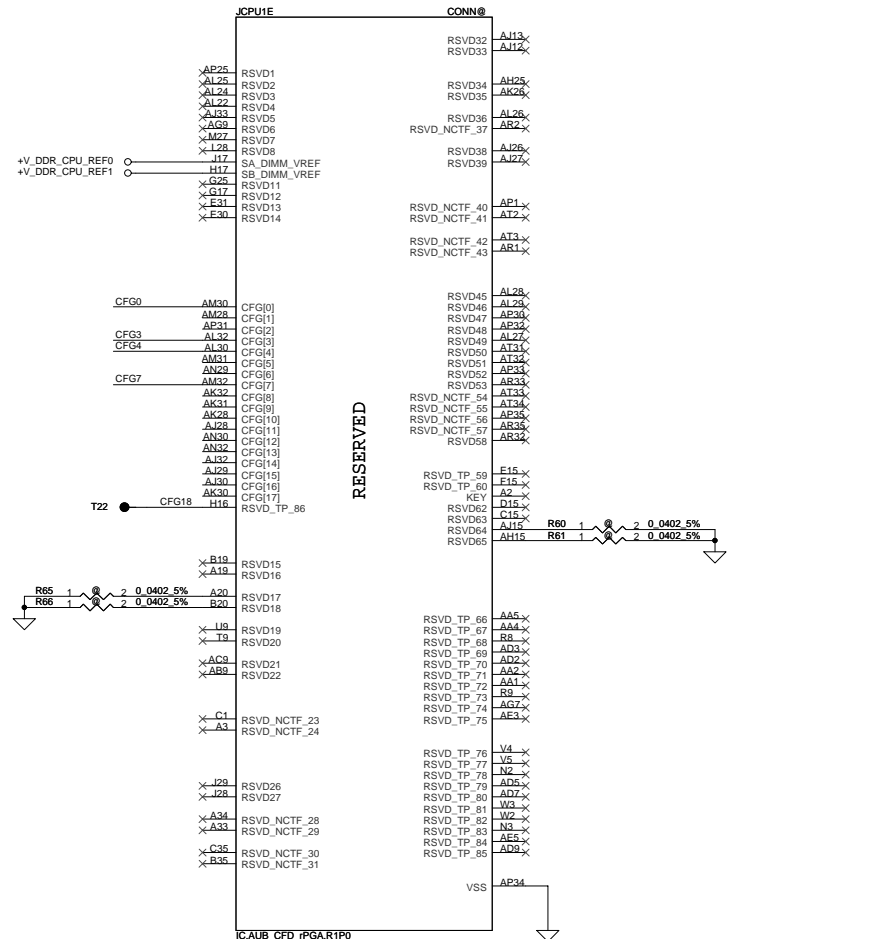 JCPU1E CONN@
AP25 RSVD1
AL25 RSVD2
AL24 RSVD3
AL22 RSVD4
AJ33 RSVD5
AG9 RSVD6
M27 RSVD7
L28 RSVD8
+V_DDR_CPU_REF0 J17 SA_DIMM_VREF
+V_DDR_CPU_REF1 H17 SB_DIMM_VREF
G25 RSVD11
G17 RSVD12
E31 RSVD13
E30 RSVD14
CFG0 AM30 CFG[0]
AM28 CFG[1]
AP31 CFG[2]
CFG3 AL32 CFG[3]
CFG4 AL30 CFG[4]
AM31 CFG[5]
AN29 CFG[6]
CFG7 AM32 CFG[7]
AK32 CFG[8]
AK31 CFG[9]
AK28 CFG[10]
AJ28 CFG[11]
AN30 CFG[12]
AN32 CFG[13]
AJ32 CFG[14]
AJ29 CFG[15]
AJ30 CFG[16]
AK30 CFG[17]
T22 CFG18 H16 RSVD_TP_86
B19 RSVD15
A19 RSVD16
R65 1 @ 2 0_0402_5% A20 RSVD17
R66 1 @ 2 0_0402_5% B20 RSVD18
U9 RSVD19
T9 RSVD20
AC9 RSVD21
AB9 RSVD22
C1 RSVD_NCTF_23
A3 RSVD_NCTF_24
J29 RSVD26
J28 RSVD27
A34 RSVD_NCTF_28
A33 RSVD_NCTF_29
C35 RSVD_NCTF_30
B35 RSVD_NCTF_31
RESERVED
RSVD32 AJ13
RSVD33 AJ12
RSVD34 AH25
RSVD35 AK26
RSVD36 AL26
RSVD_NCTF_37 AR2
RSVD38 AJ26
RSVD39 AJ27
RSVD_NCTF_40 AP1
RSVD_NCTF_41 AT2
RSVD_NCTF_42 AT3
RSVD_NCTF_43 AR1
RSVD45 AL28
RSVD46 AL29
RSVD47 AP30
RSVD48 AP32
RSVD49 AL27
RSVD50 AT31
RSVD51 AT32
RSVD52 AP33
RSVD53 AR33
RSVD_NCTF_54 AT33
RSVD_NCTF_55 AT34
RSVD_NCTF_56 AP35
RSVD_NCTF_57 AR35
RSVD58 AR32
RSVD_TP_59 E15
RSVD_TP_60 F15
KEY A2
RSVD62 D15
RSVD63 C15
RSVD64 AJ15 R60 1 @ 2 0_0402_5%
RSVD65 AH15 R61 1 @ 2 0_0402_5%
RSVD_TP_66 AA5
RSVD_TP_67 AA4
RSVD_TP_68 R8
RSVD_TP_69 AD3
RSVD_TP_70 AD2
RSVD_TP_71 AA2
RSVD_TP_72 AA1
RSVD_TP_73 R9
RSVD_TP_74 AG7
RSVD_TP_75 AE3
RSVD_TP_76 V4
RSVD_TP_77 V5
RSVD_TP_78 N2
RSVD_TP_79 AD5
RSVD_TP_80 AD7
RSVD_TP_81 W3
RSVD_TP_82 W2
RSVD_TP_83 N3
RSVD_TP_84 AE5
RSVD_TP_85 AD9
VSS AP34
IC,AUB_CFD_rPGA,R1P0